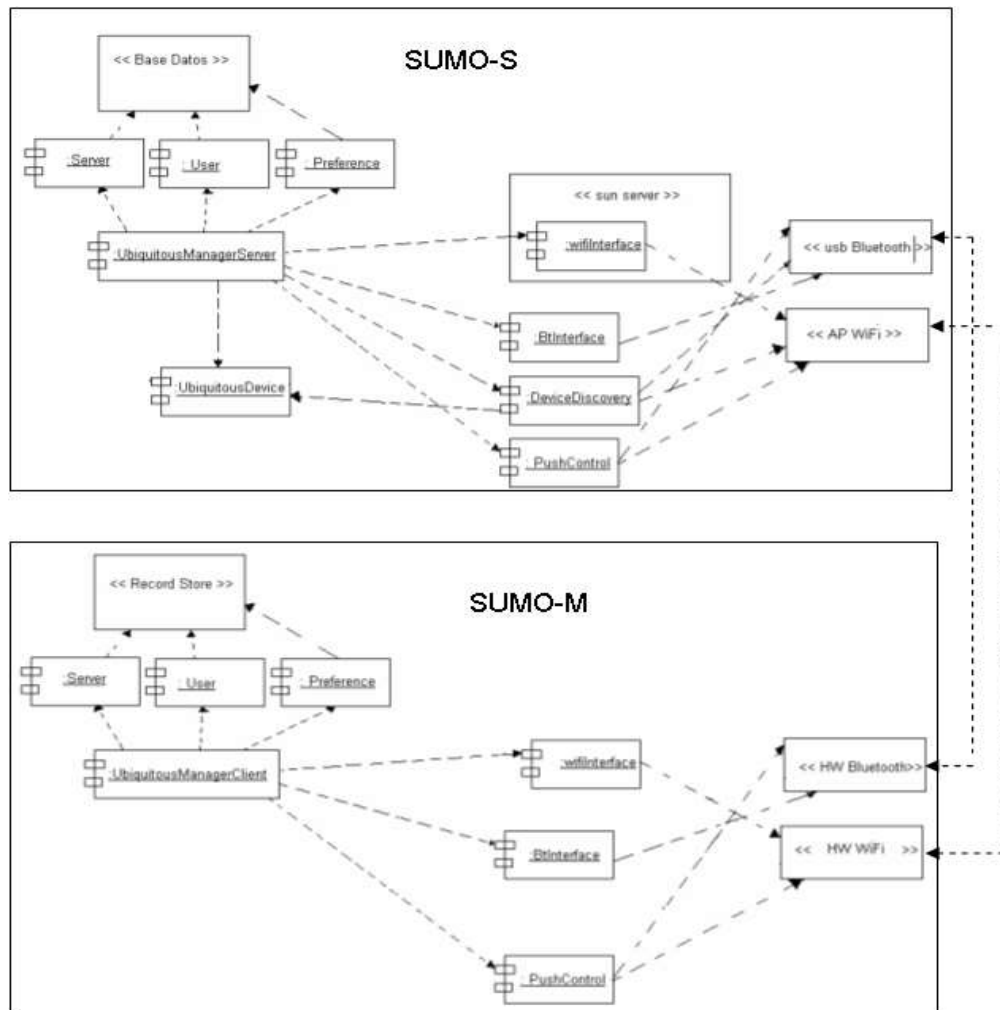 SUMO-S
<< Base Datos >>
:Server
: User
: Preference
<< sun server >>
:wifiInterface
<< usb Bluetooth >>
:UbiquitousManagerServer
:BtInterface
<< AP WiFi >>
:UbiquitousDevice
:DeviceDiscovery
: PushControl
SUMO-M
<< Record Store >>
:Server
: User
: Preference
:wifiInterface
<< HW Bluetooth>>
:UbiquitousManagerClient
:BtInterface
<< HW WiFi >>
: PushControl